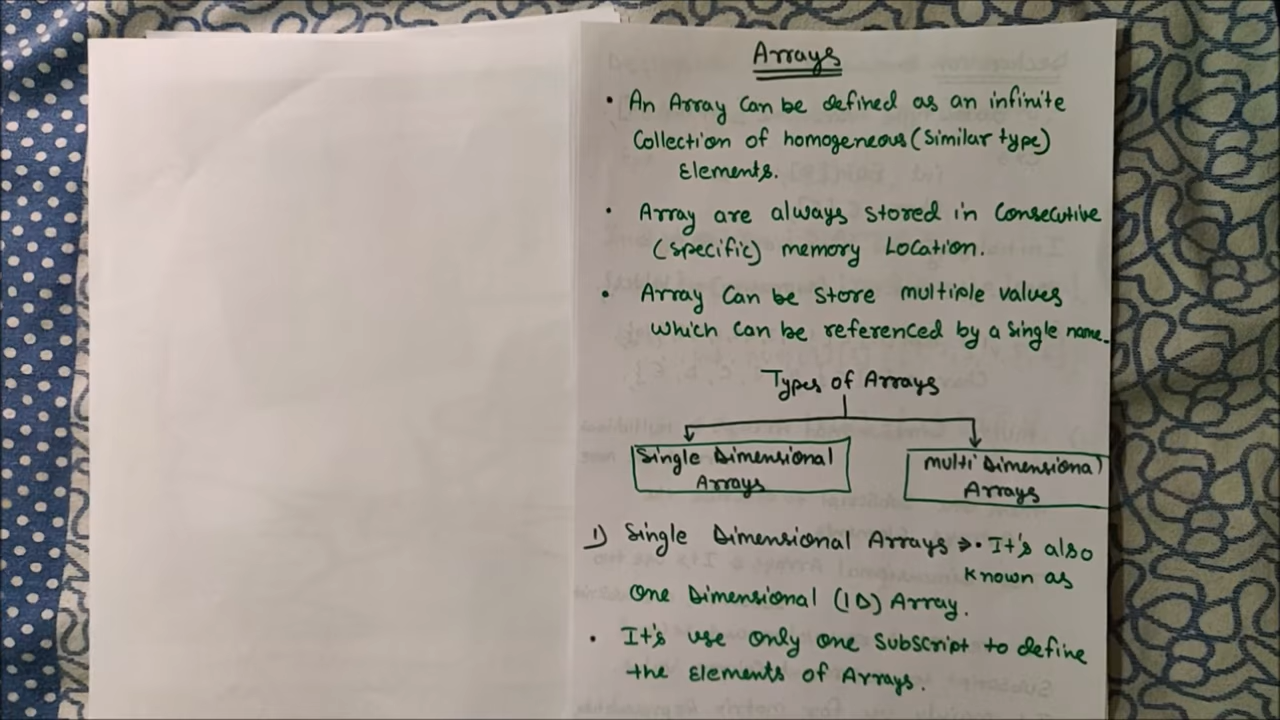 Arrays
• An Array Can be defined as an infinite
Collection of homogeneous (Similar type)
Elements.
• Array are always stored in Consecutive
(specific) memory Location.
• Array Can be Store multiple values
which can be referenced by a Single name.
Types of Arrays
Single Dimensional
Arrays
multi Dimensional
Arrays
1) Single Dimensional Arrays → • It's also
known as
One Dimensional (1D) Array.
• It's use only one Subscript to define
the Elements of Arrays.